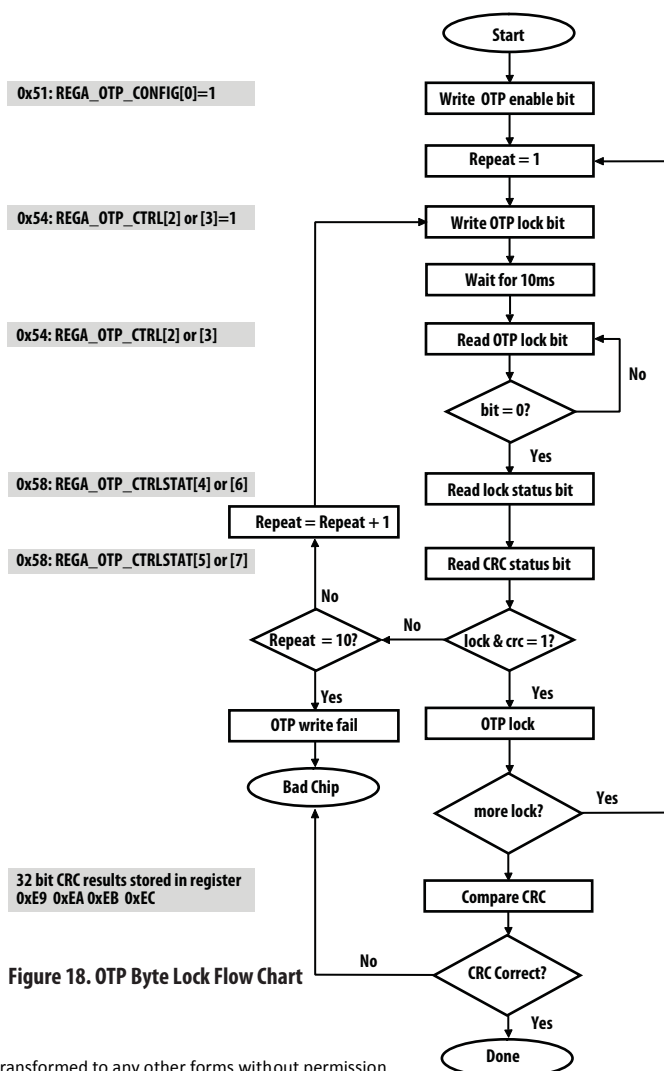 Start
0x51: REGA_OTP_CONFIG[0]=1
Write OTP enable bit
Repeat = 1
0x54: REGA_OTP_CTRL[2] or [3]=1
Write OTP lock bit
Wait for 10ms
0x54: REGA_OTP_CTRL[2] or [3]
Read OTP lock bit
No
bit = 0?
Yes
0x58: REGA_OTP_CTRLSTAT[4] or [6]
Read lock status bit
Repeat = Repeat + 1
0x58: REGA_OTP_CTRLSTAT[5] or [7]
Read CRC status bit
No
No
Repeat = 10?
lock & crc = 1?
Yes
Yes
OTP write fail
OTP lock
Bad Chip
more lock?
Yes
32 bit CRC results stored in register
0xE9 0xEA 0xEB 0xEC
Compare CRC
Figure 18. OTP Byte Lock Flow Chart
No
CRC Correct?
Yes
Done
ransformed to any other forms without permission